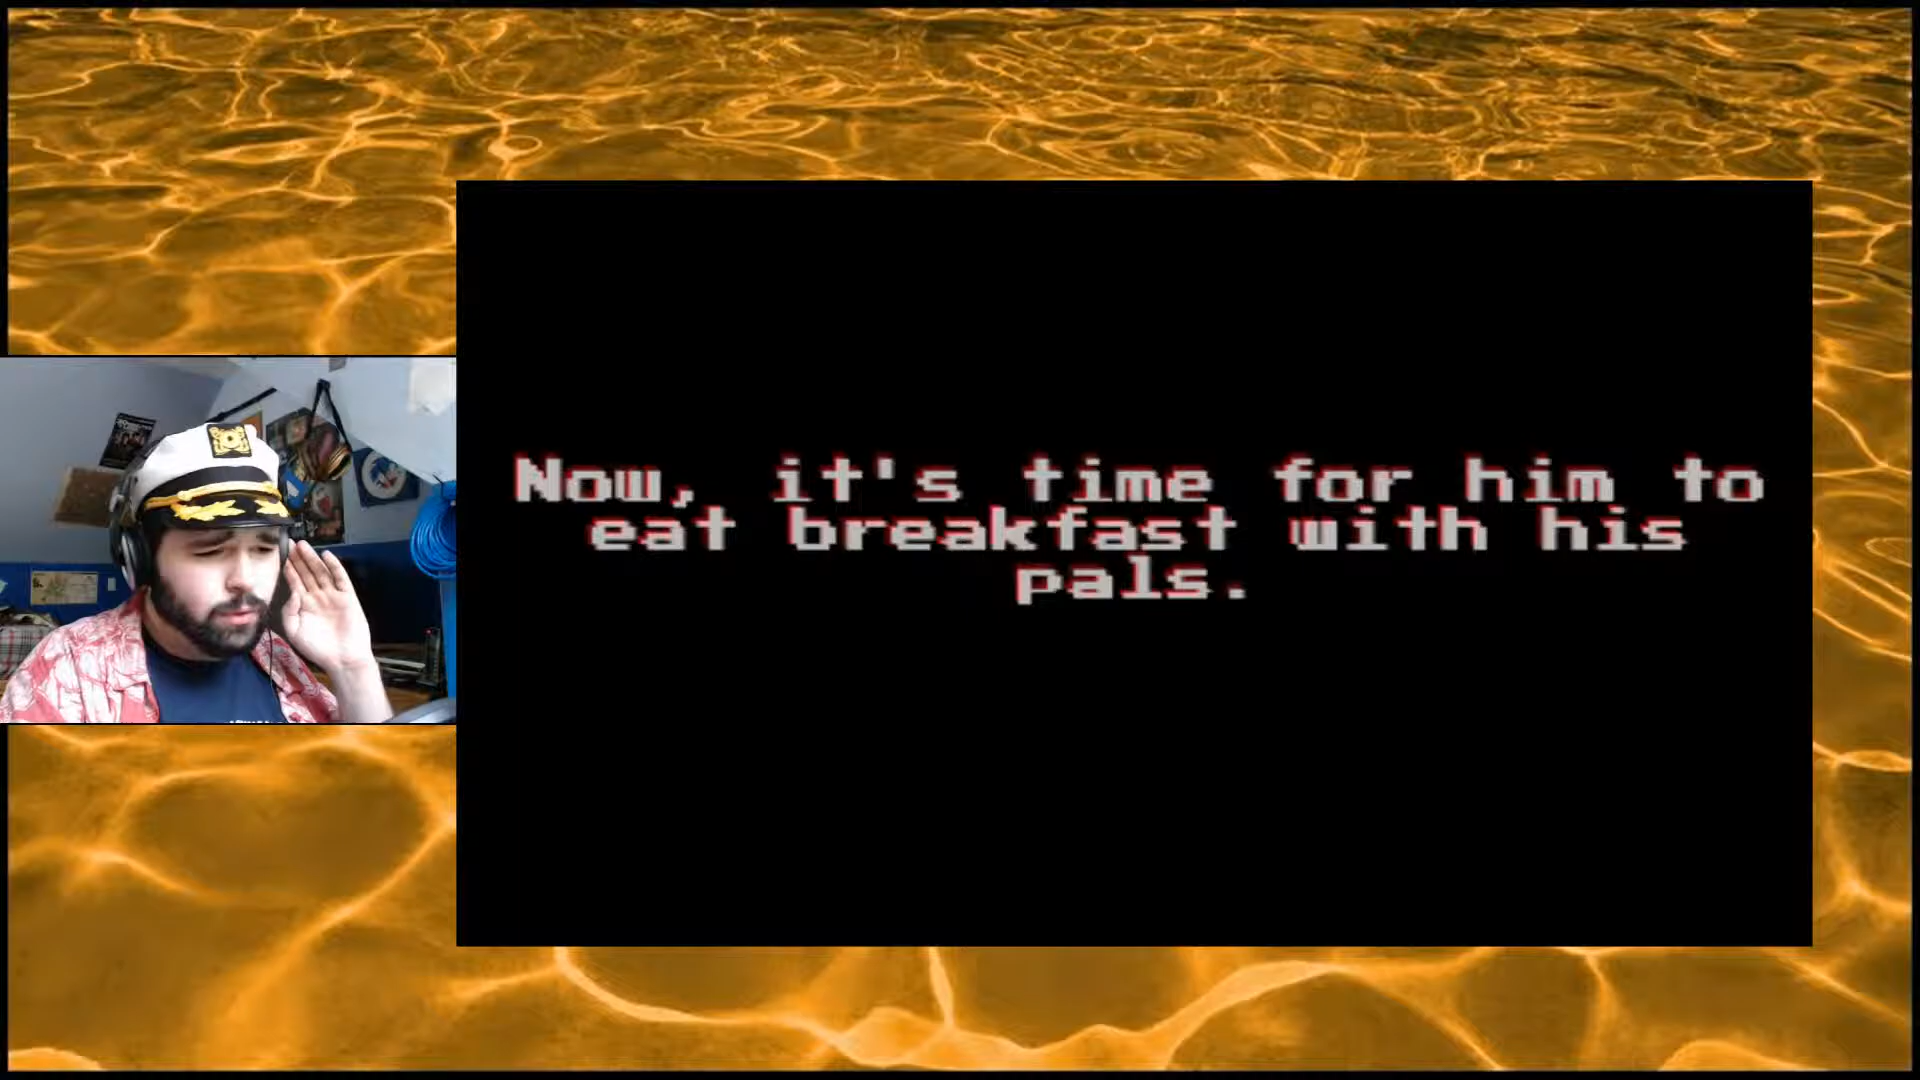 Now, it's time for him to
eat breakfast with his
pals.